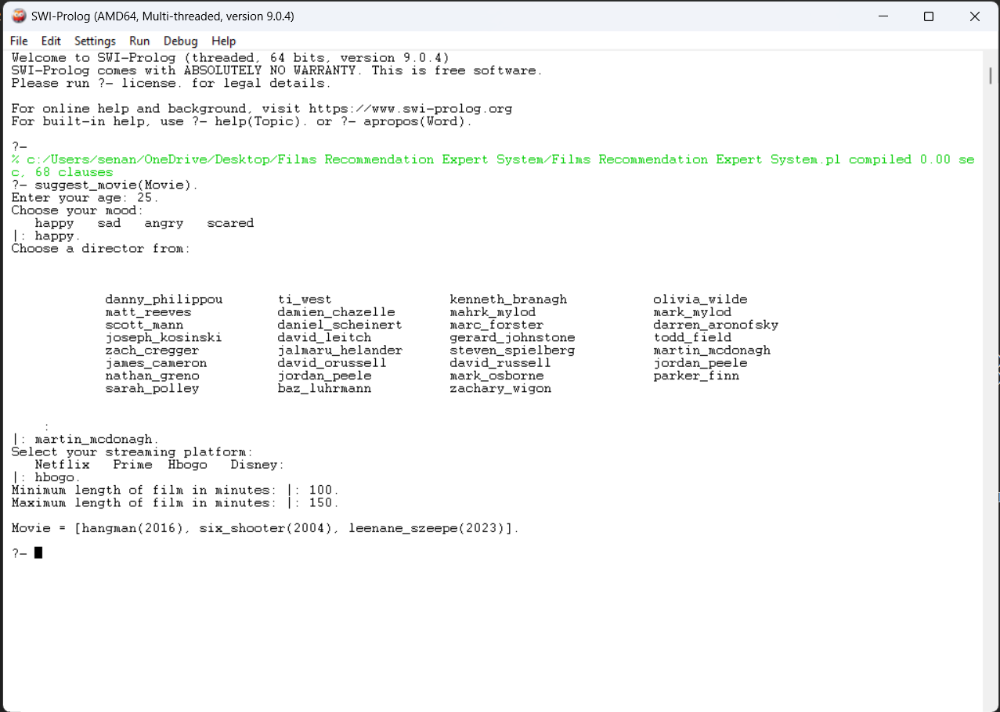 SWI-Prolog (AMD64, Multi-threaded, version 9.0.4)
File Edit Settings Run Debug Help
Welcome to SWI-Prolog (threaded, 64 bits, version 9.0.4)
SWI-Prolog comes with ABSOLUTELY NO WARRANTY. This is free software.
Please run ?- license. for legal details.
For online help and background, visit https://www.swi-prolog.org
For built-in help, use ?- help(Topic). or ?- apropos(Word).
?-
% c:/Users/senan/OneDrive/Desktop/Films Recommendation Expert System/Films Recommendation Expert System.pl compiled 0.00 se
c, 68 clauses
?- suggest_movie(Movie).
Enter your age: 25.
Choose your mood:
happy sad angry scared
|: happy.
Choose a director from:
danny_philippou ti_west kenneth_branagh olivia_wilde
matt_reeves damien_chazelle mahrk_mylod mark_mylod
scott_mann daniel_scheinert marc_forster darren_aronofsky
joseph_kosinski david_leitch gerard_johnstone todd_field
zach_cregger jalmaru_helander steven_spielberg martin_mcdonagh
james_cameron david_orussell david_russell jordan_peele
nathan_greno jordan_peele mark_osborne parker_finn
sarah_polley baz_luhrmann zachary_wigon
:
|: martin_mcdonagh.
Select your streaming platform:
Netflix Prime Hbogo Disney:
|: hbogo.
Minimum length of film in minutes: |: 100.
Maximum length of film in minutes: |: 150.
Movie = [hangman(2016), six_shooter(2004), leenane_szeepe(2023)].
?-